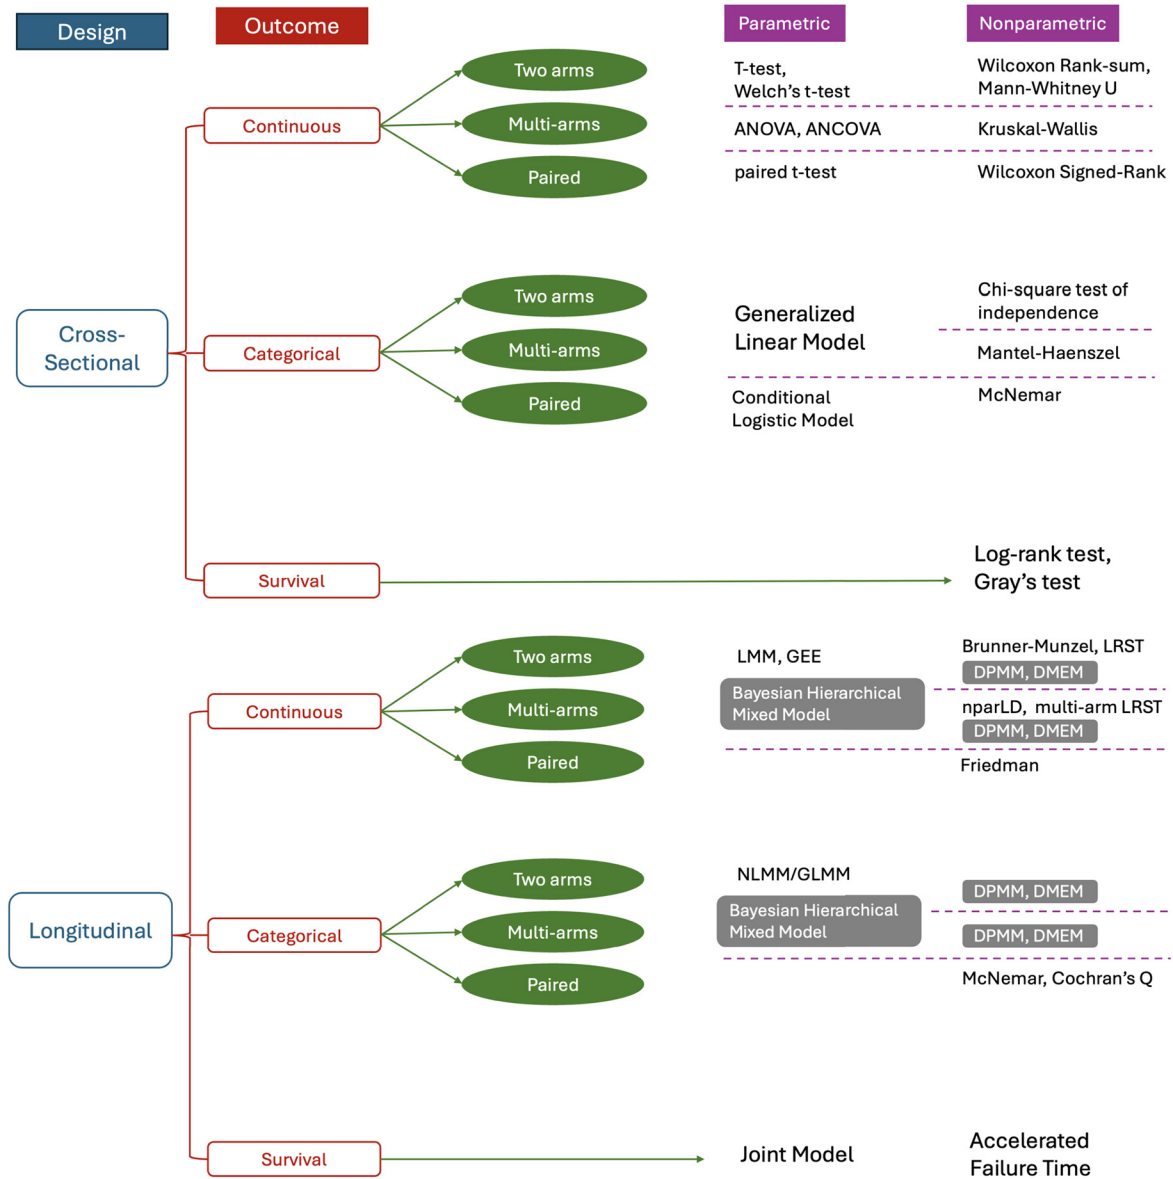 Design
Outcome
Parametric
Nonparametric
Cross-
Sectional
Continuous
Two arms
T-test,
Welch's t-test
Wilcoxon Rank-sum,
Mann-Whitney U
Multi-arms
ANOVA, ANCOVA
Kruskal-Wallis
Paired
paired t-test
Wilcoxon Signed-Rank
Categorical
Two arms
Multi-arms
Generalized
Linear Model
Chi-square test of
independence
Mantel-Haenszel
Paired
Conditional
Logistic Model
McNemar
Survival
Log-rank test,
Gray's test
Longitudinal
Continuous
Two arms
Multi-arms
LMM, GEE
Bayesian Hierarchical
Mixed Model
Brunner-Munzel, LRST
DPMM, DMEM
nparLD, multi-arm LRST
DPMM, DMEM
Paired
Friedman
Categorical
Two arms
Multi-arms
NLMM/GLMM
Bayesian Hierarchical
Mixed Model
DPMM, DMEM
DPMM, DMEM
Paired
McNemar, Cochran's Q
Survival
Joint Model
Accelerated
Failure Time